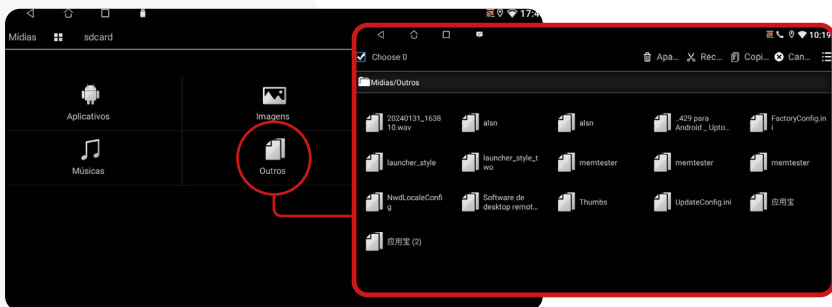 17:4
Mídias
sdcard
Aplicativos
Imagens
Músicas
Outros
10:19
Choose 0
Apa...
Rec...
Copi...
Can...
Mídias/Outros
20240131_1638
10.wav
alsn
alsn
..429 para
Android _ Upto...
FactoryConfig.in
i
launcher_style
launcher_style_t
wo
memtester
memtester
memtester
NwdLocaleConfi
g
Software de
desktop remot...
Thumbs
UpdateConfig.ini
应用宝
应用宝 (2)